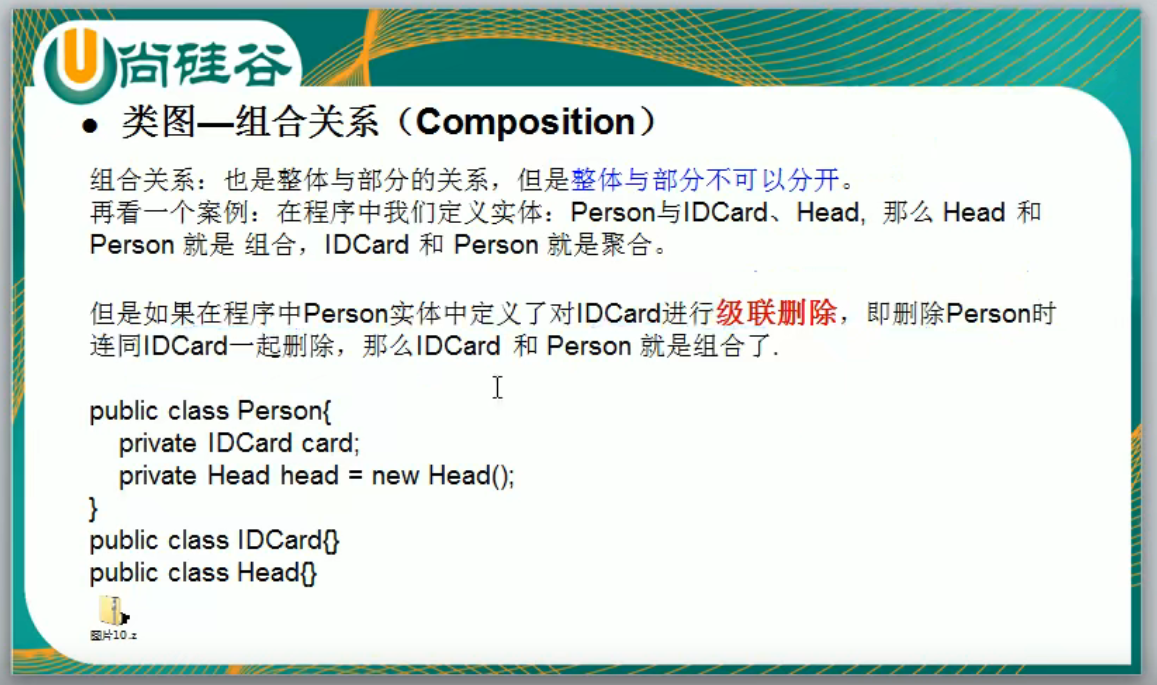 尚硅谷
● 类图—组合关系（Composition）
组合关系：也是整体与部分的关系，但是整体与部分不可以分开。
再看一个案例：在程序中我们定义实体：Person与IDCard、Head, 那么 Head 和
Person 就是 组合，IDCard 和 Person 就是聚合。
但是如果在程序中Person实体中定义了对IDCard进行级联删除，即删除Person时
连同IDCard一起删除，那么IDCard 和 Person 就是组合了.
public class Person{
private IDCard card;
private Head head = new Head();
}
public class IDCard{}
public class Head{}
图片10.z